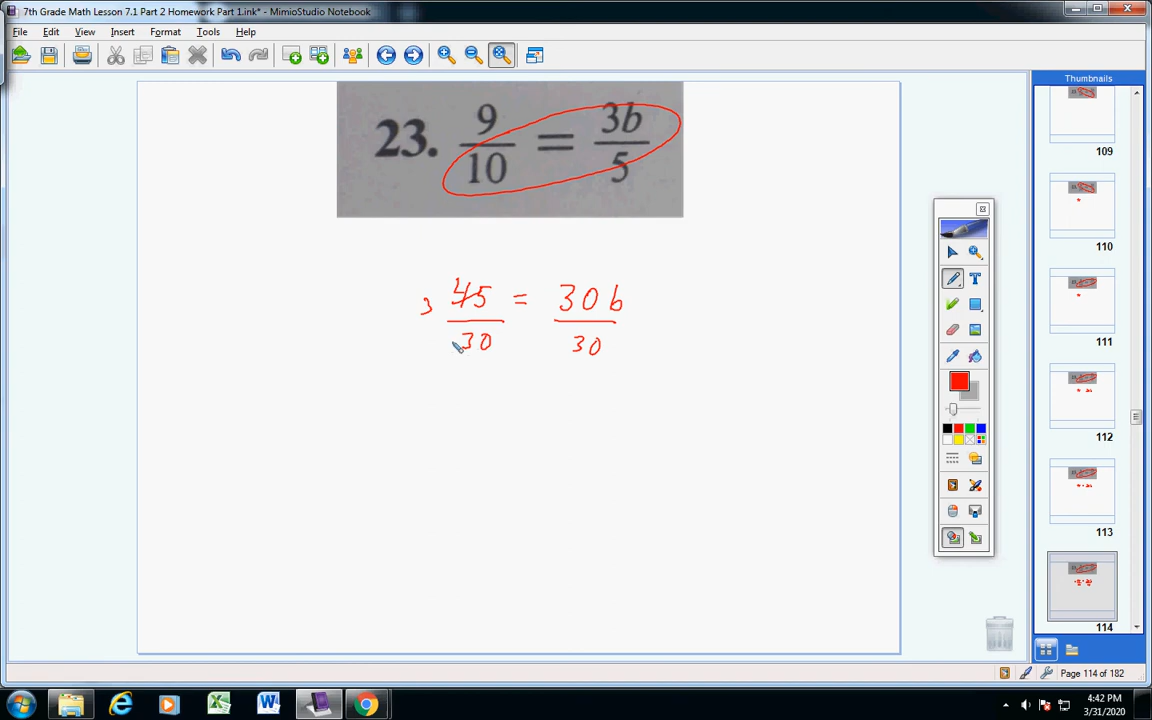 7th Grade Math Lesson 7.1 Part 2 Homework Part 1.ink* - MimioStudio Notebook
File Edit View Insert Format Tools Help
Thumbnails
109
110
111
112
113
114
23. 9/10 = 3b/5
3 45/30 = 30b/30
T
Page 114 of 182
4:42 PM
3/31/2020